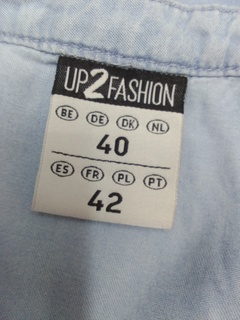 UP2FASHION
BE DE DK NL
40
ES FR PL PT
42